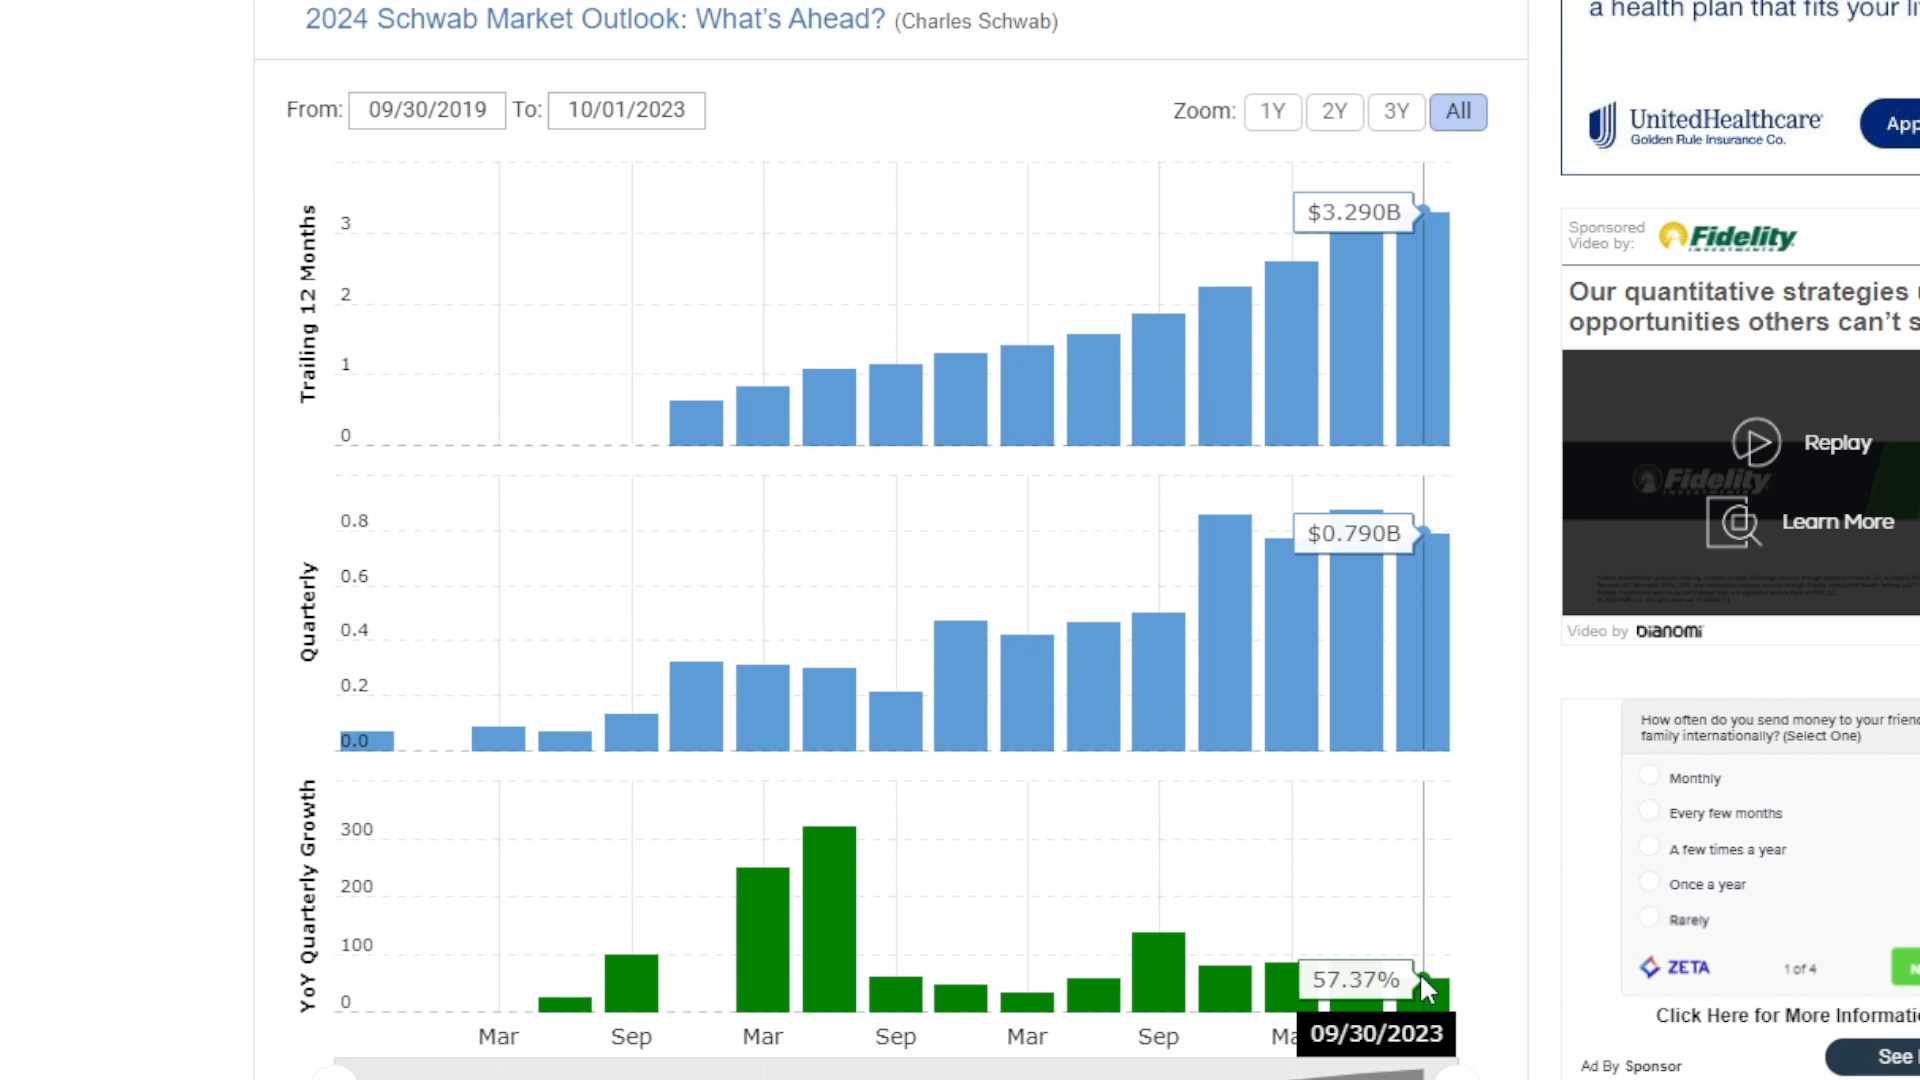 2024 Schwab Market Outlook: What's Ahead? (Charles Schwab)
From: 09/30/2019 To: 10/01/2023
Zoom: 1Y 2Y 3Y All
Trailing 12 Months
3
2
1
0
$3.290B
Quarterly
0.8
0.6
0.4
0.2
0.0
$0.790B
YoY Quarterly Growth
300
200
100
0
57.37%
Mar Sep Mar Sep Mar Sep Ma
09/30/2023
a health plan that fits your li
UnitedHealthcare
Golden Rule Insurance Co.
App
Sponsored
Video by:
Fidelity
INVESTMENTS
Our quantitative strategies u
opportunities others can't s
Replay
Fidelity
Learn More
Video by Dianomi
How often do you send money to your frien
family internationally? (Select One)
Monthly
Every few months
A few times a year
Once a year
Rarely
ZETA
1 of 4
N
Click Here for More Informati
See
Ad By Sponsor